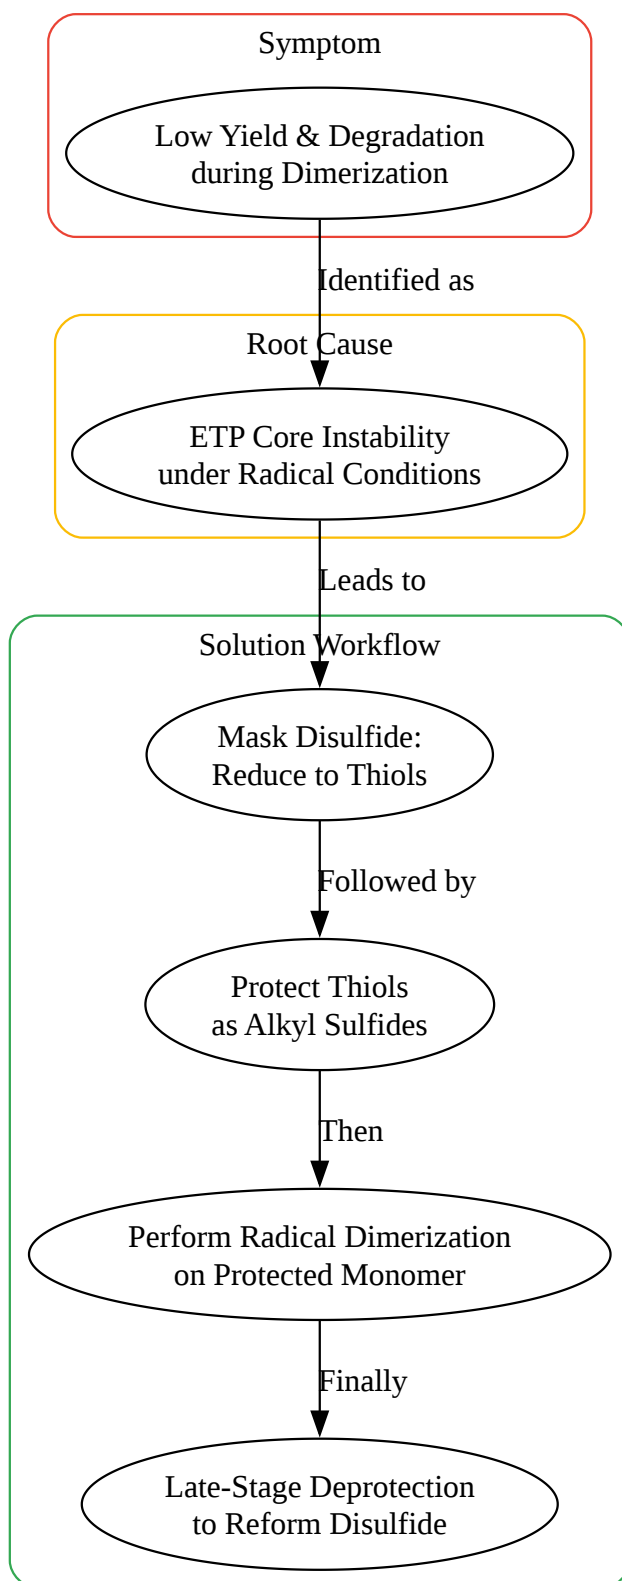 Symptom
Low Yield & Degradation
during Dimerization
Identified as
Root Cause
ETP Core Instability
under Radical Conditions
Leads to
Solution Workflow
Mask Disulfide:
Reduce to Thiols
Followed by
Protect Thiols
as Alkyl Sulfides
Then
Perform Radical Dimerization
on Protected Monomer
Finally
Late-Stage Deprotection
to Reform Disulfide